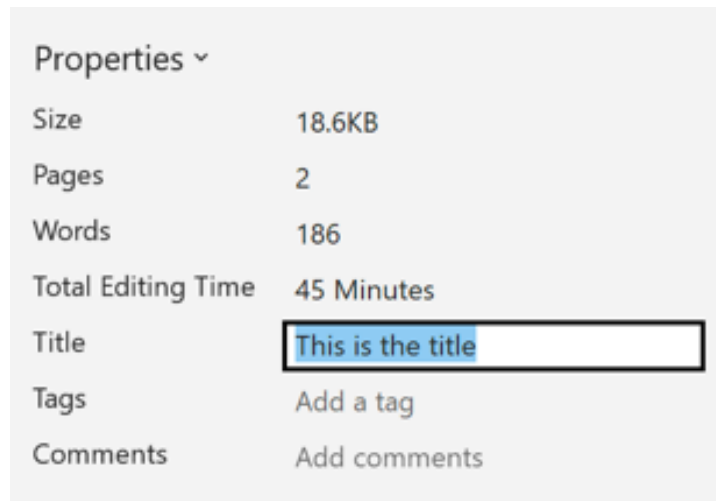 Properties
Size 18.6KB
Pages 2
Words 186
Total Editing Time 45 Minutes
Title This is the title
Tags Add a tag
Comments Add comments